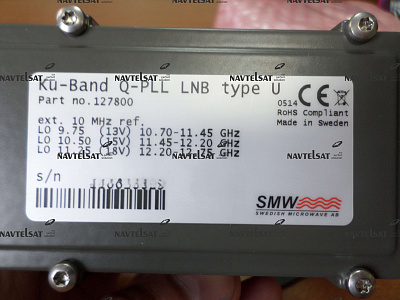 Ku-Band Q-PLL LNB type U
Part no.127800
0514 CE
RoHS Compliant
Made in Sweden
ext. 10 MHz ref.
LO 9.75 (13V) 10.70-11.45 GHz
LO 10.50 (15V) 11.45-12.20 GHz
LO 11.25 (18V) 12.20-12.75 GHz
s/n
SMW
SWEDISH MICROWAVE AB
NAVTELSAT.COM